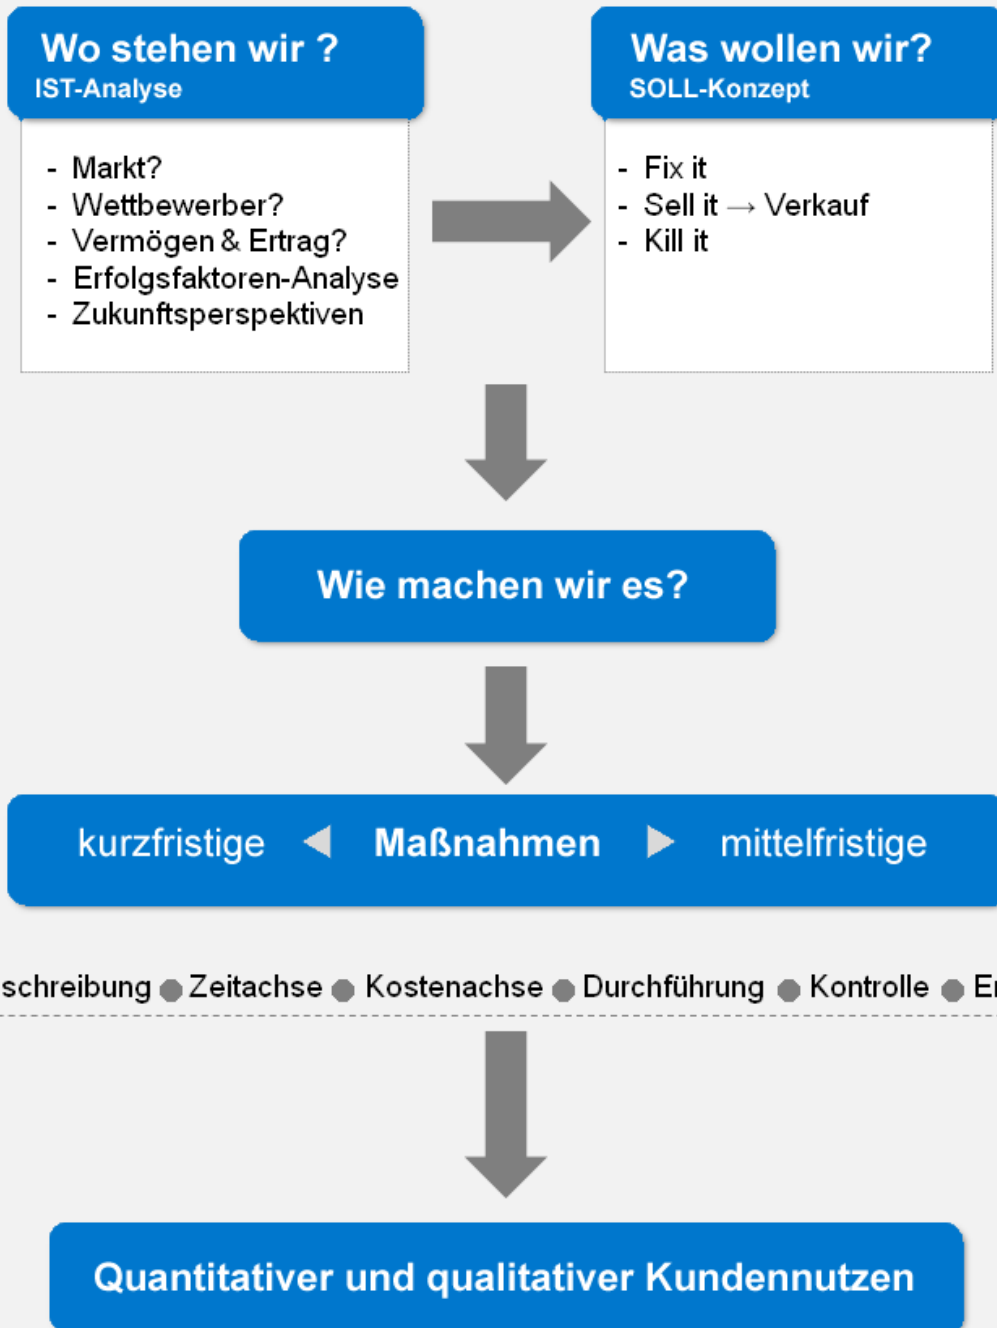 Wo stehen wir ?
IST-Analyse
- Markt?
- Wettbewerber?
- Vermögen & Ertrag?
- Erfolgsfaktoren-Analyse
- Zukunftsperspektiven
Was wollen wir?
SOLL-Konzept
- Fix it
- Sell it → Verkauf
- Kill it
Wie machen wir es?
kurzfristige Maßnahmen mittelfristige
schreibung Zeitachse Kostenachse Durchführung Kontrolle
Quantitativer und qualitativer Kundennutzen